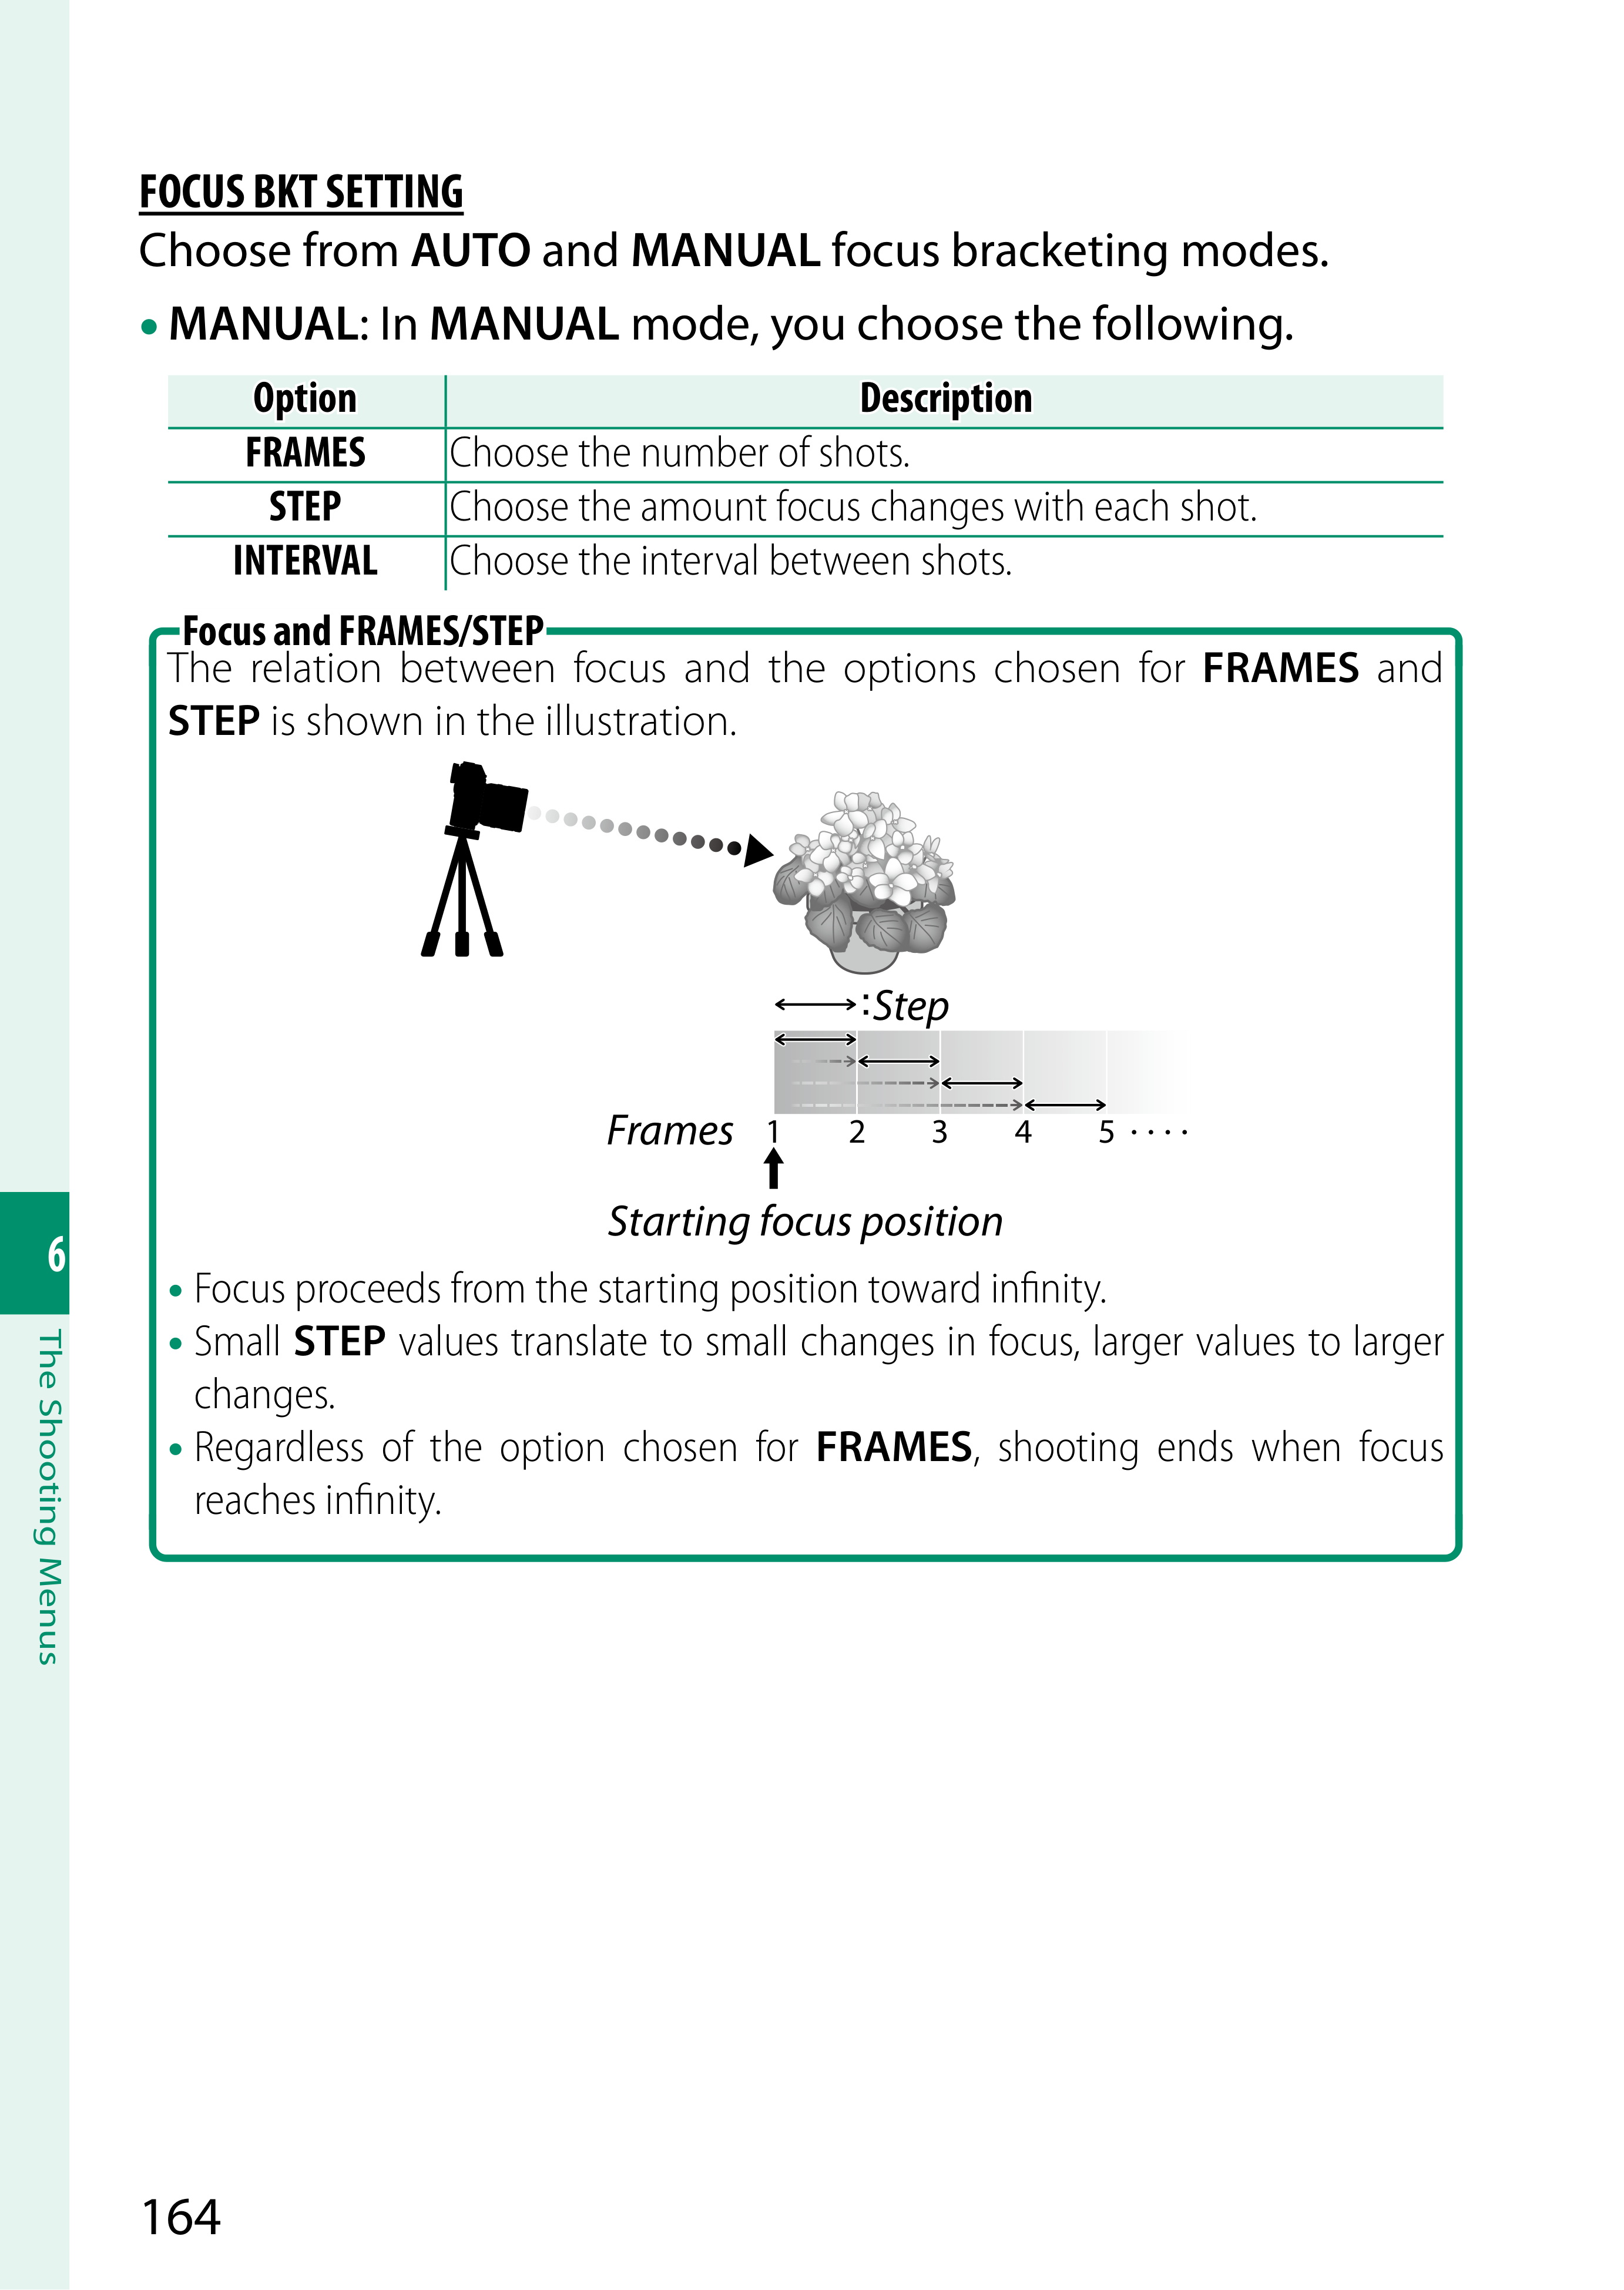 FOCUS BKT SETTING
Choose from AUTO and MANUAL focus bracketing modes.
• MANUAL: In MANUAL mode, you choose the following.
Option Description
FRAMES Choose the number of shots.
STEP Choose the amount focus changes with each shot.
INTERVAL Choose the interval between shots.
Focus and FRAMES/STEP
The relation between focus and the options chosen for FRAMES and
STEP is shown in the illustration.
:Step
Frames 1 2 3 4 5 ····
Starting focus position
• Focus proceeds from the starting position toward infinity.
• Small STEP values translate to small changes in focus, larger values to larger
changes.
• Regardless of the option chosen for FRAMES, shooting ends when focus
reaches infinity.
6
The Shooting Menus
164